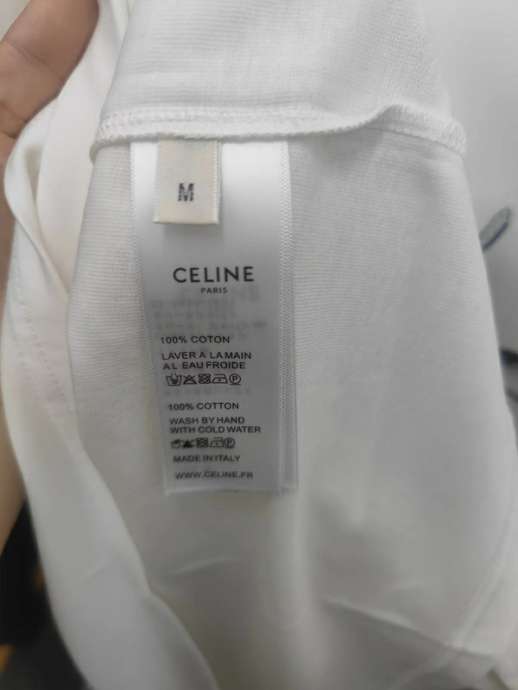 M
CELINE
PARIS
100% COTON
LAVER A LA MAIN
A L EAU FROIDE
100% COTTON
WASH BY HAND
WITH COLD WATER
MADE IN ITALY
WWW.CELINE.FR